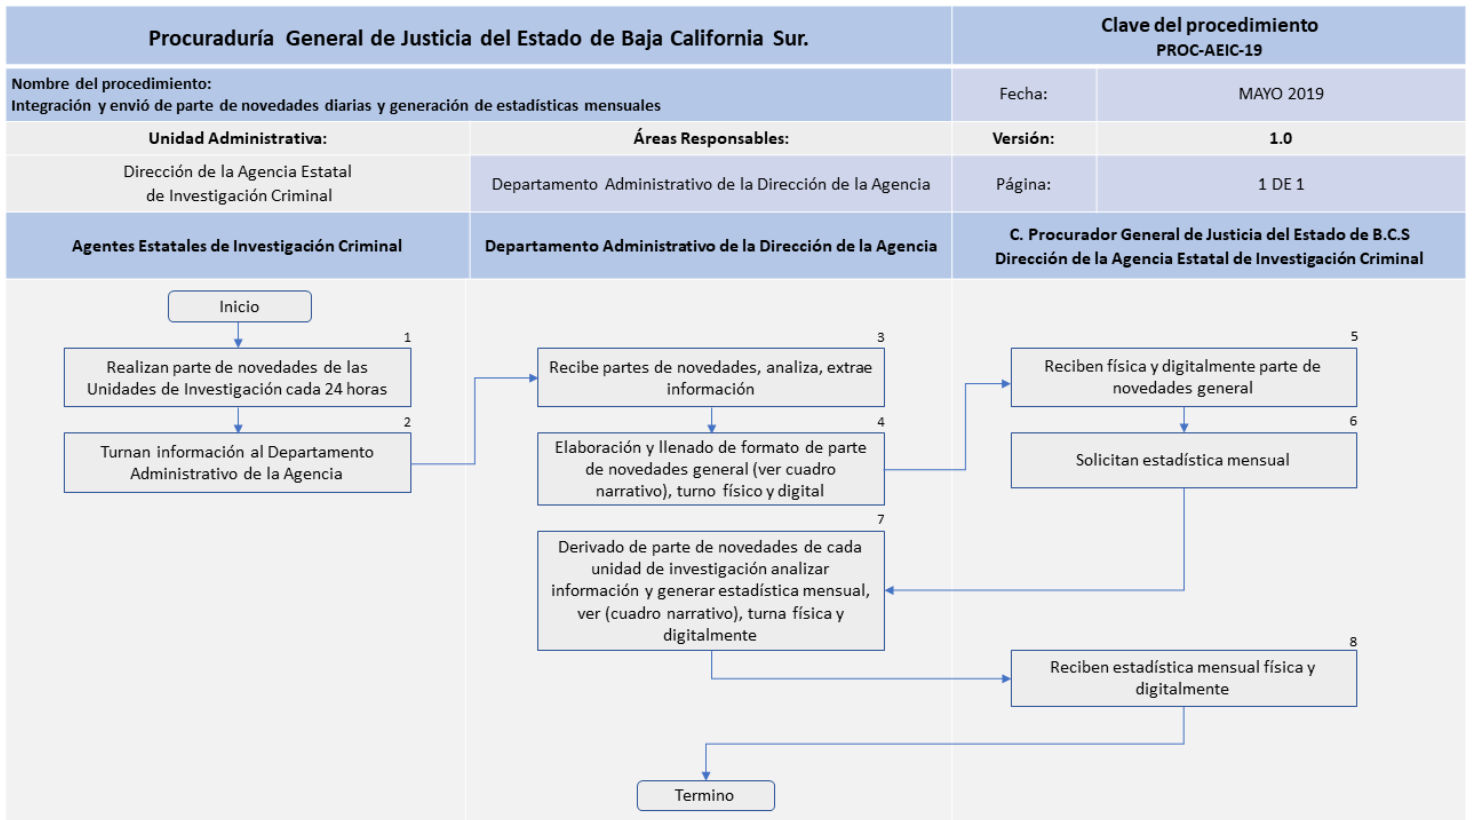 Procuraduría General de Justicia del Estado de Baja California Sur.
Clave del procedimiento
PROC-AEIC-19
Nombre del procedimiento:
Integración y envió de parte de novedades diarias y generación de estadísticas mensuales
Fecha:
MAYO 2019
Unidad Administrativa:
Áreas Responsables:
Versión:
1.0
Dirección de la Agencia Estatal
de Investigación Criminal
Departamento Administrativo de la Dirección de la Agencia
Página:
1 DE 1
Agentes Estatales de Investigación Criminal
Departamento Administrativo de la Dirección de la Agencia
C. Procurador General de Justicia del Estado de B.C.S
Dirección de la Agencia Estatal de Investigación Criminal
Inicio
1
Realizan parte de novedades de las
Unidades de Investigación cada 24 horas
2
Turnan información al Departamento
Administrativo de la Agencia
3
Recibe partes de novedades, analiza, extrae
información
4
Elaboración y llenado de formato de parte
de novedades general (ver cuadro
narrativo), turno físico y digital
5
Reciben física y digitalmente parte de
novedades general
6
Solicitan estadística mensual
7
Derivado de parte de novedades de cada
unidad de investigación analizar
información y generar estadística mensual,
ver (cuadro narrativo), turna física y
digitalmente
8
Reciben estadística mensual física y
digitalmente
Termino